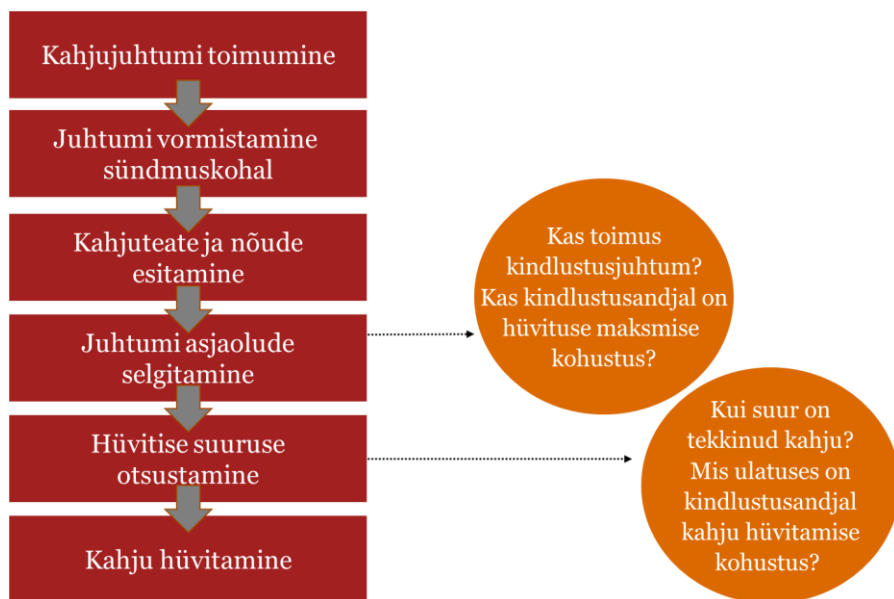 Kahjujuhtumi toimumine
Juhtumi vormistamine
sündmuskohal
Kahjuteate ja nõude
esitamine
Juhtumi asjaolude
selgitamine
Hüvitise suuruse
otsustamine
Kahju hüvitamine
Kas toimus
kindlustusjuhtum?
Kas kindlustusandjal on
hüvituse maksmise
kohustus?
Kui suur on
tekkinud kahju?
Mis ulatuses on
kindlustusandjal
kahju hüvitamise
kohustus?